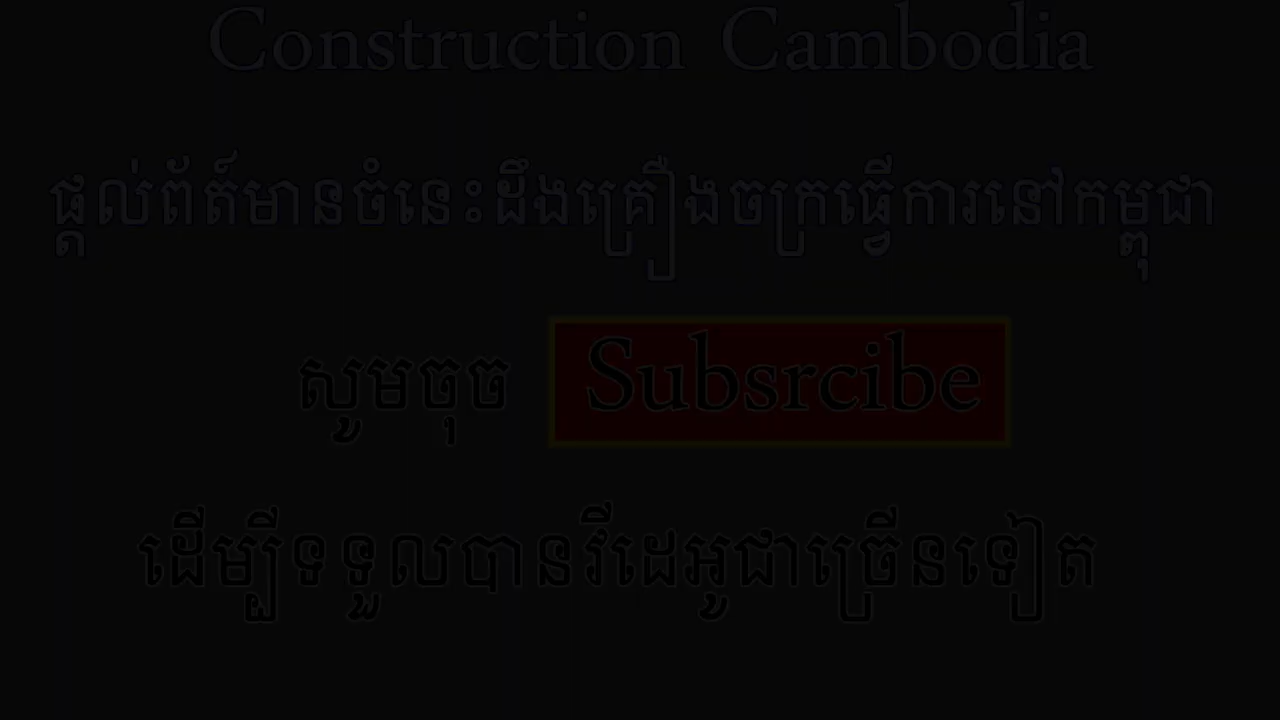 Construction Cambodia
ផ្តល់ព័ត៌មានចំនេះដឹងគ្រឿងចក្រធ្វើការនៅកម្ពុជា
សូមចុច Subsrcibe
ដើម្បីទទួលបានវីដេអូជាច្រើនទៀត